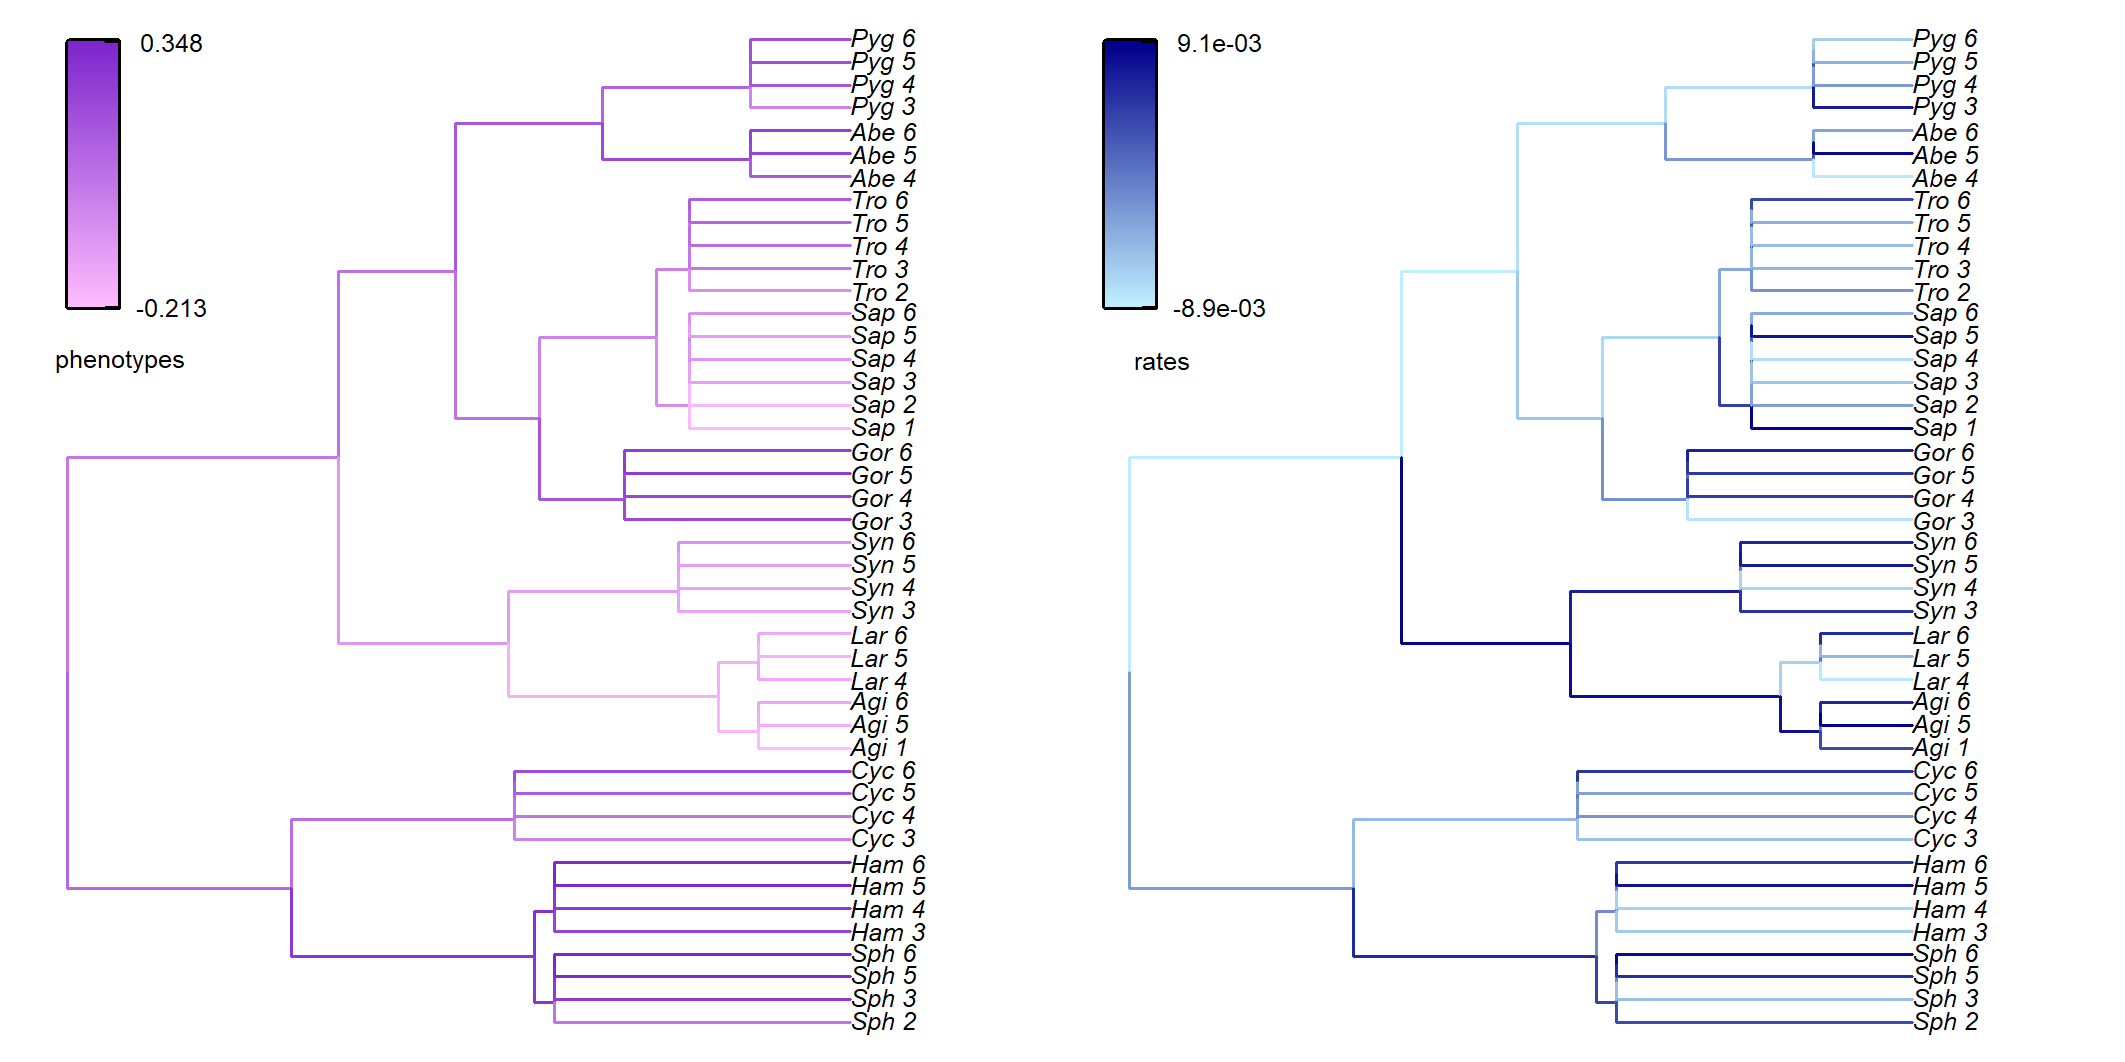 0.348
-0.213
phenotypes
Pyg 6
Pyg 5
Pyg 4
Pyg 3
Abe 6
Abe 5
Abe 4
Tro 6
Tro 5
Tro 4
Tro 3
Tro 2
Sap 6
Sap 5
Sap 4
Sap 3
Sap 2
Sap 1
Gor 6
Gor 5
Gor 4
Gor 3
Syn 6
Syn 5
Syn 4
Syn 3
Lar 6
Lar 5
Lar 4
Agi 6
Agi 5
Agi 1
Cyc 6
Cyc 5
Cyc 4
Cyc 3
Ham 6
Ham 5
Ham 4
Ham 3
Sph 6
Sph 5
Sph 3
Sph 2
9.1e-03
-8.9e-03
rates
Pyg 6
Pyg 5
Pyg 4
Pyg 3
Abe 6
Abe 5
Abe 4
Tro 6
Tro 5
Tro 4
Tro 3
Tro 2
Sap 6
Sap 5
Sap 4
Sap 3
Sap 2
Sap 1
Gor 6
Gor 5
Gor 4
Gor 3
Syn 6
Syn 5
Syn 4
Syn 3
Lar 6
Lar 5
Lar 4
Agi 6
Agi 5
Agi 1
Cyc 6
Cyc 5
Cyc 4
Cyc 3
Ham 6
Ham 5
Ham 4
Ham 3
Sph 6
Sph 5
Sph 3
Sph 2